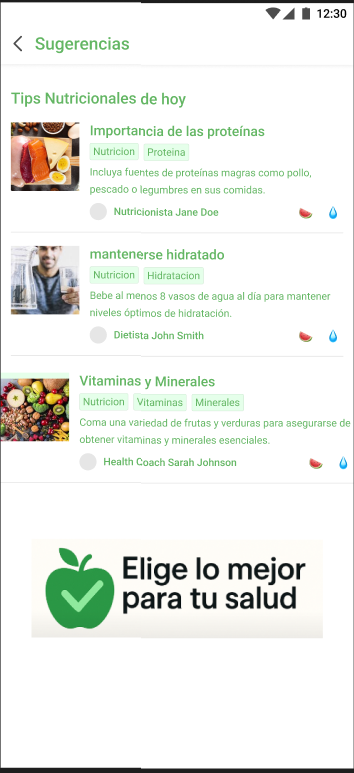 12:30
Sugerencias
Tips Nutricionales de hoy
Importancia de las proteínas
Nutricion Proteina
Incluya fuentes de proteínas magras como pollo,
pescado o legumbres en sus comidas.
Nutricionista Jane Doe
mantenerse hidratado
Nutricion Hidratacion
Bebe al menos 8 vasos de agua al día para mantener
niveles óptimos de hidratación.
Dietista John Smith
Vitaminas y Minerales
Nutricion Vitaminas Minerales
Coma una variedad de frutas y verduras para asegurarse de
obtener vitaminas y minerales esenciales.
Health Coach Sarah Johnson
Elige lo mejor
para tu salud